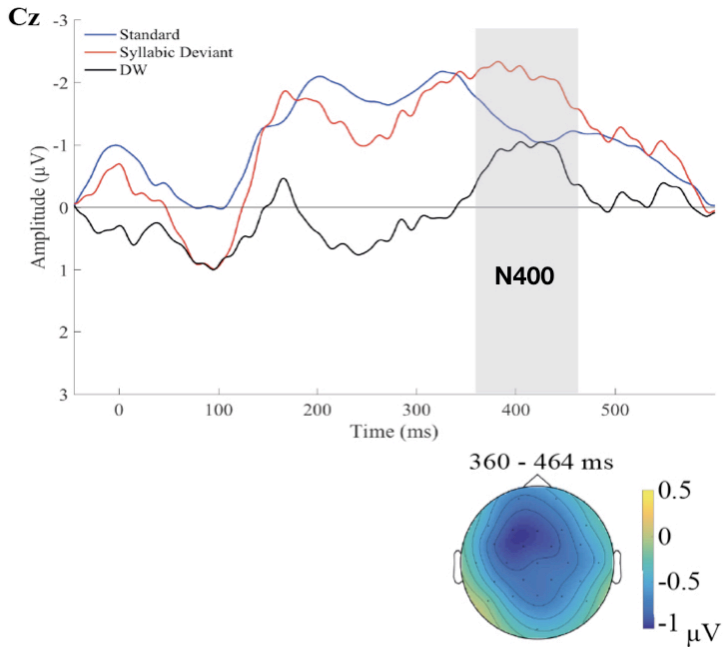 Cz
-3
Standard
Syllabic Deviant
DW
-2
-1
0
1
2
3
Amplitude (μV)
N400
0 100 200 300 400 500
Time (ms)
360 - 464 ms
0.5
0
-0.5
-1
μV